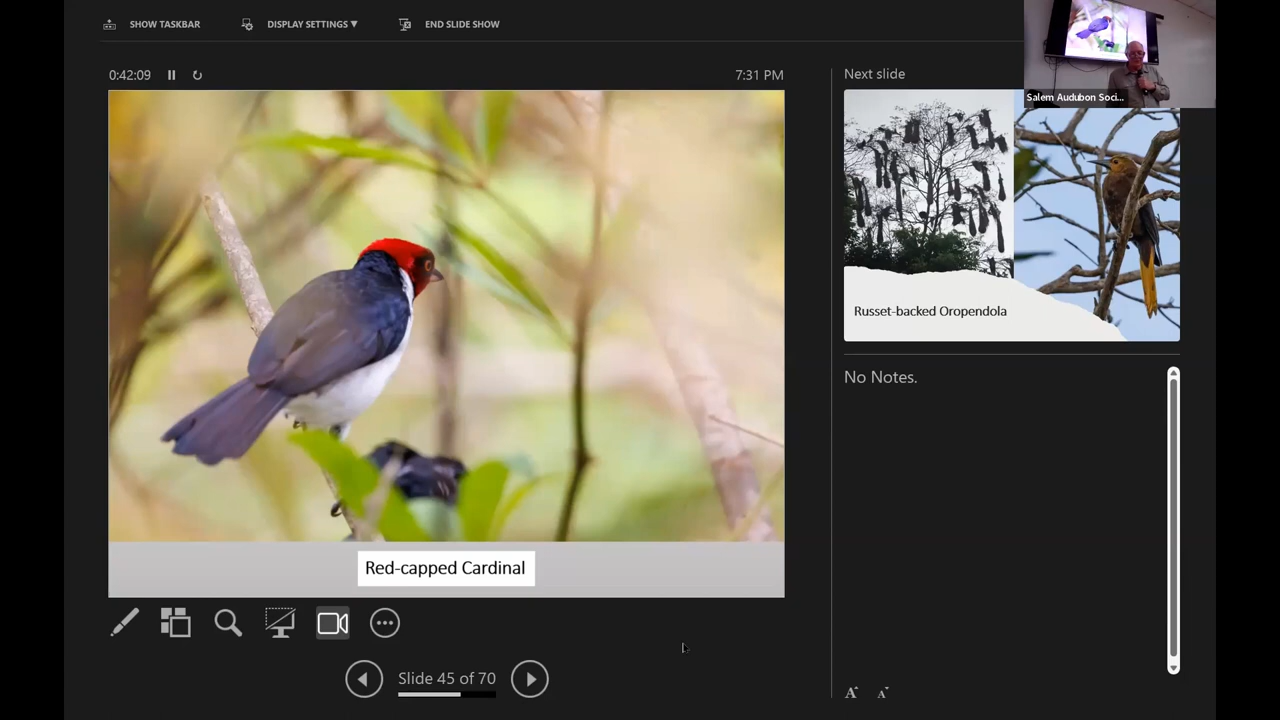 SHOW TASKBAR
DISPLAY SETTINGS ▼
END SLIDE SHOW
0:42:09
7:31 PM
Next slide
Salem Audubon Soci...
Russet-backed Oropendola
No Notes.
Red-capped Cardinal
Slide 45 of 70
A A